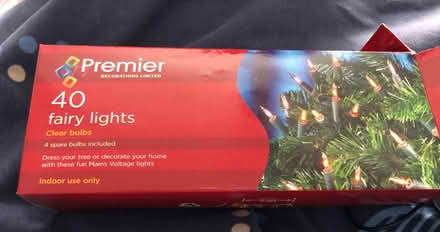 Premier
DECORATIONS LIMITED
40
fairy lights
Clear bulbs
4 spare bulbs included
Dress your tree or decorate your home
with these fun Mains Voltage lights
Indoor use only